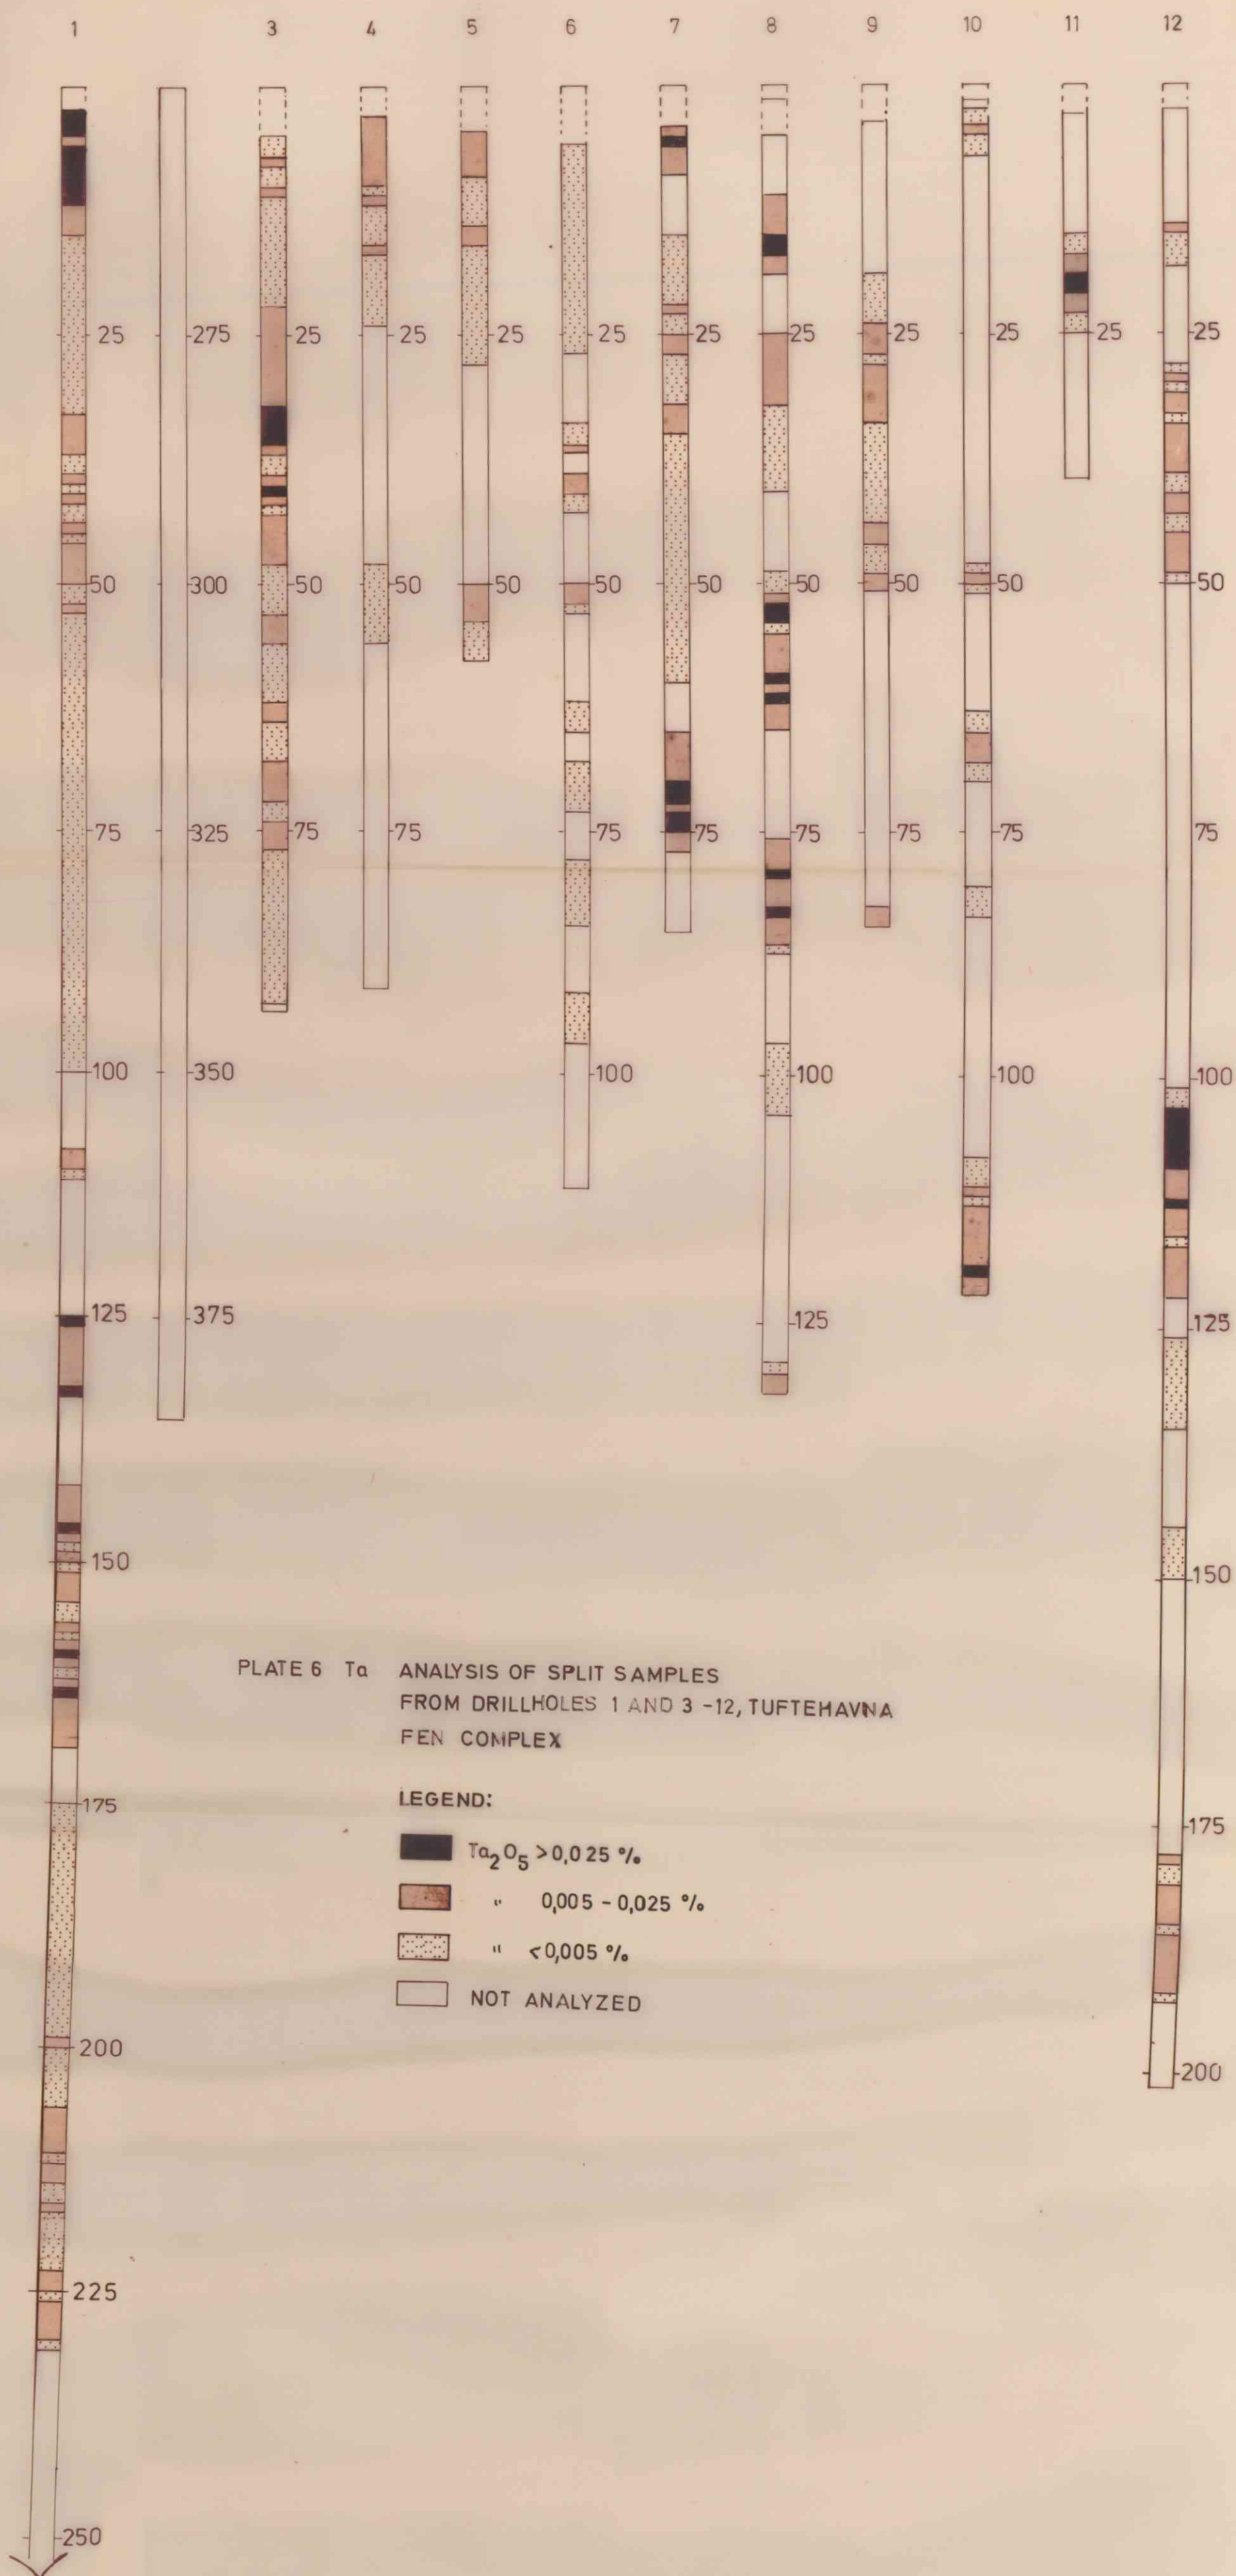 1 3 4 5 6 7 8 9 10 11 12
25 275 25 25 25 25 25 25 25 25 25
50 300 50 50 50 50 50 50 50 50 50
75 325 75 75 75 75 75 75 75 75
100 350 100 100 100 100
125 375 125 125
150 150
PLATE 6 Ta ANALYSIS OF SPLIT SAMPLES
FROM DRILLHOLES 1 AND 3 -12, TUFTEHAVNA
FEN COMPLEX
LEGEND:
175 175
Ta2O5 >0,025 %
" 0,005 - 0,025 %
" <0,005 %
NOT ANALYZED
200 200
225
250